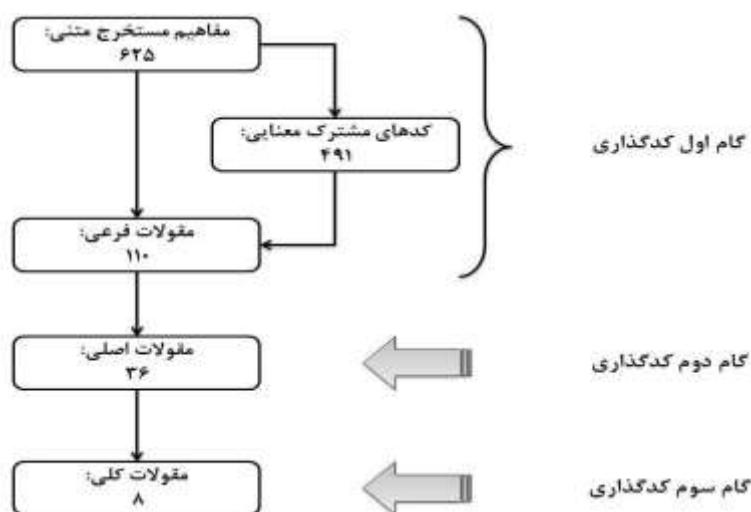 مفاهیم مستخرج متنی:
۶۲۵
کدهای مشترک معنایی:
۴۹۱
گام اول کدگذاری
مقولات فرعی:
۱۱۰
مقولات اصلی:
۳۶
گام دوم کدگذاری
مقولات کلی:
۸
گام سوم کدگذاری